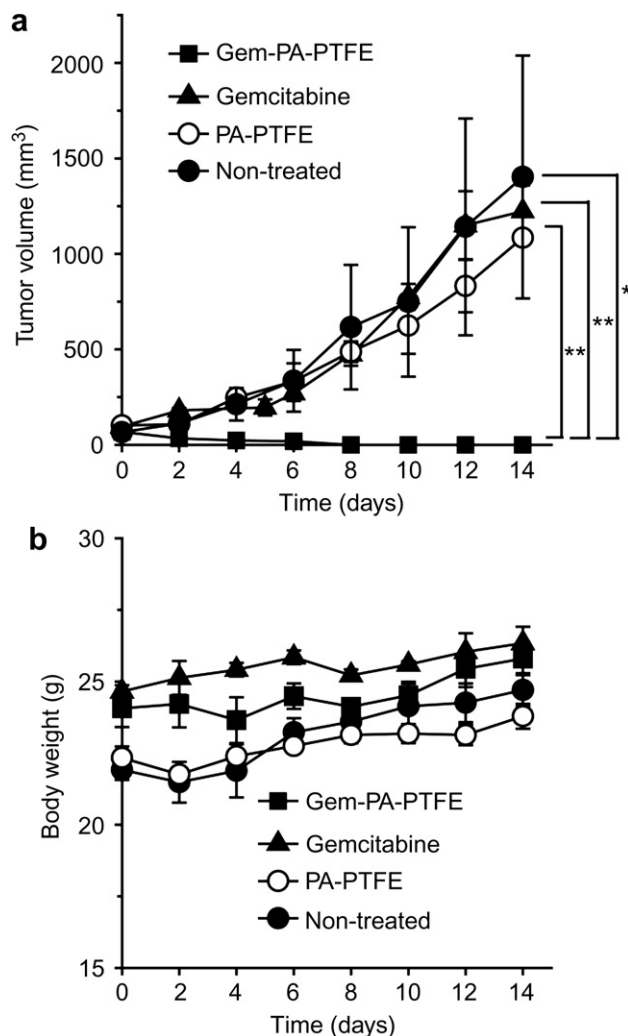 a
Tumor volume (mm³)
2000
1500
1000
500
0
Gem-PA-PTFE
Gemcitabine
PA-PTFE
Non-treated
**
**
*
0 2 4 6 8 10 12 14
Time (days)
b
Body weight (g)
30
25
20
15
Gem-PA-PTFE
Gemcitabine
PA-PTFE
Non-treated
0 2 4 6 8 10 12 14
Time (days)